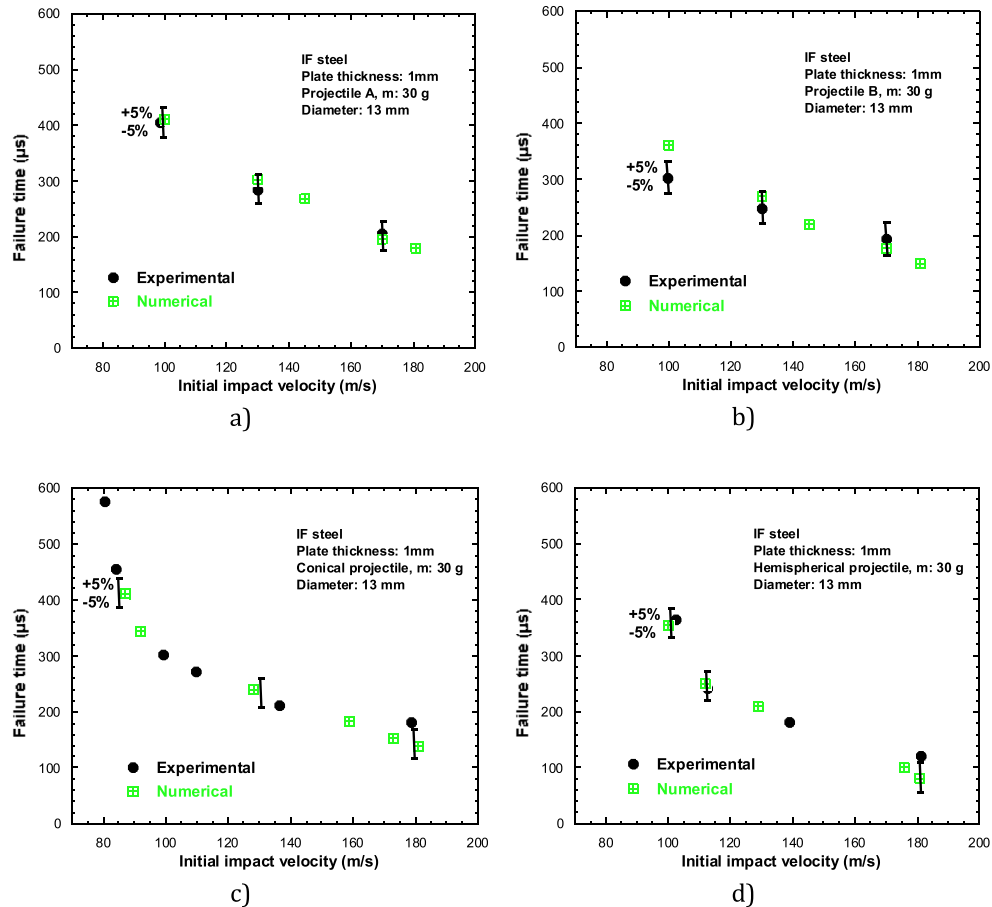 600
500
400
300
200
100
0
Failure time (µs)
IF steel
Plate thickness: 1mm
Projectile A, m: 30 g
Diameter: 13 mm
+5%
-5%
Experimental
Numerical
80 100 120 140 160 180 200
Initial impact velocity (m/s)
a)
600
500
400
300
200
100
0
Failure time (µs)
IF steel
Plate thickness: 1mm
Projectile B, m: 30 g
Diameter: 13 mm
+5%
-5%
Experimental
Numerical
80 100 120 140 160 180 200
Initial impact velocity (m/s)
b)
600
500
400
300
200
100
0
Failure time (µs)
IF steel
Plate thickness: 1mm
Conical projectile, m: 30 g
Diameter: 13 mm
+5%
-5%
Experimental
Numerical
80 100 120 140 160 180 200
Initial impact velocity (m/s)
c)
600
500
400
300
200
100
0
Failure time (µs)
IF steel
Plate thickness: 1mm
Hemispherical projectile, m: 30 g
Diameter: 13 mm
+5%
-5%
Experimental
Numerical
80 100 120 140 160 180 200
Initial impact velocity (m/s)
d)